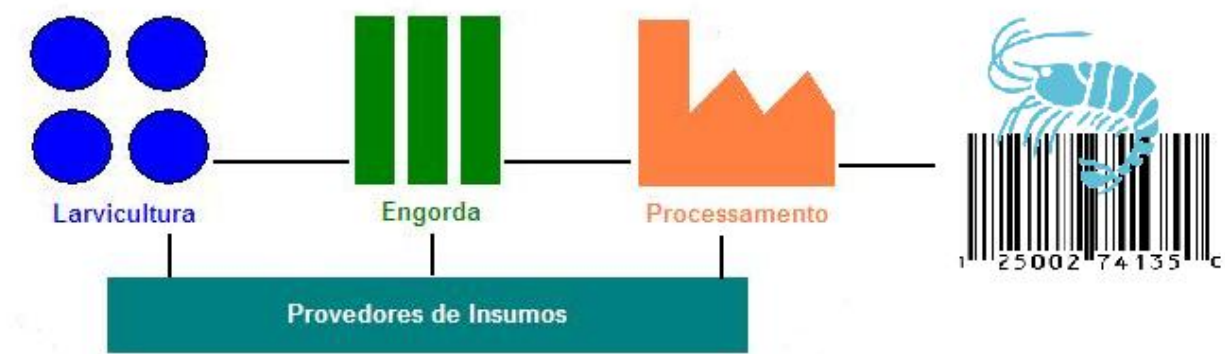 Larvicultura
Engorda
Processamento
1 25002 74135 C
Provedores de Insumos